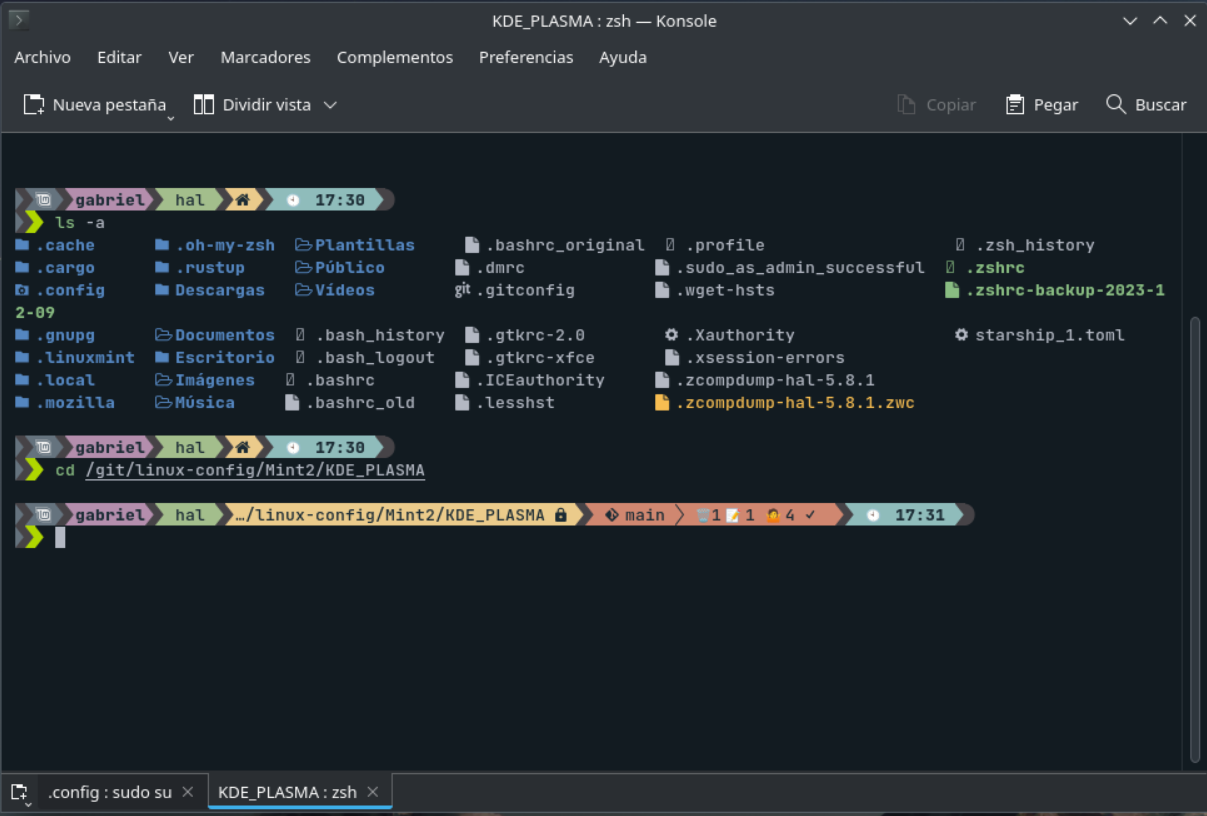 KDE_PLASMA : zsh — Konsole
Archivo Editar Ver Marcadores Complementos Preferencias Ayuda
Nueva pestaña Dividir vista Copiar Pegar Buscar
gabriel hal 17:30
ls -a
.cache .oh-my-zsh Plantillas .bashrc_original .profile .zsh_history
.cargo .rustup Público .dmrc .sudo_as_admin_successful .zshrc
.config Descargas Vídeos git .gitconfig .wget-hsts .zshrc-backup-2023-1
2-09
.gnupg Documentos .bash_history .gtkrc-2.0 .Xauthority starship_1.toml
.linuxmint Escritorio .bash_logout .gtkrc-xfce .xsession-errors
.local Imágenes .bashrc .ICEauthority .zcompdump-hal-5.8.1
.mozilla Música .bashrc_old .lesshst .zcompdump-hal-5.8.1.zwc
gabriel hal 17:30
cd /git/linux-config/Mint2/KDE_PLASMA
gabriel hal …/linux-config/Mint2/KDE_PLASMA main 1 1 4 ✓ 17:31
.config : sudo su KDE_PLASMA : zsh